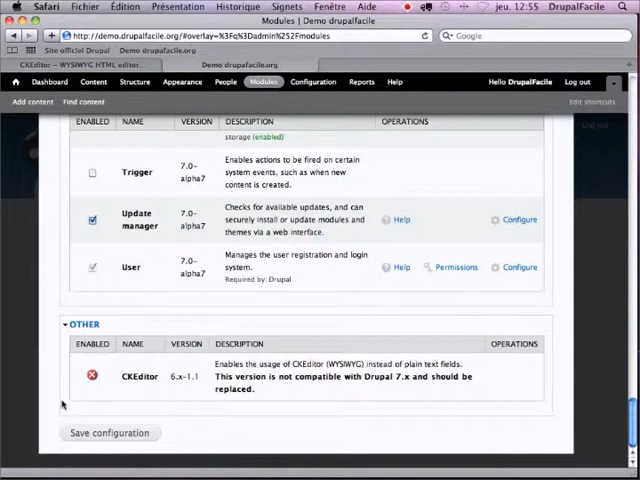 Safari Fichier Édition Présentation Historique Signets Fenêtre Aide jeu. 12:55 DrupalFacile
Modules | Demo drupalfacile
http://demo.drupalfacile.org/#overlay=%3Fq%3Dadmin%252Fmodules
Google
Site officiel Drupal Demo drupalfacile.org
CKEditor – WYSIWYG HTML editor... Demo drupalfacile.org
Dashboard Content Structure Appearance People Modules Configuration Reports Help Hello DrupalFacile Log out
Add content Find content Edit shortcuts
Log out
ENABLED NAME VERSION DESCRIPTION OPERATIONS
storage (enabled)
Trigger 7.0-alpha7 Enables actions to be fired on certain
system events, such as when new
content is created.
Update manager 7.0-alpha7 Checks for available updates, and can Help Configure
securely install or update modules and
themes via a web interface.
User 7.0-alpha7 Manages the user registration and login Help Permissions Configure
system.
Required by: Drupal
OTHER
ENABLED NAME VERSION DESCRIPTION OPERATIONS
CKEditor 6.x-1.1 Enables the usage of CKEditor (WYSIWYG) instead of plain text fields.
This version is not compatible with Drupal 7.x and should be
replaced.
Save configuration